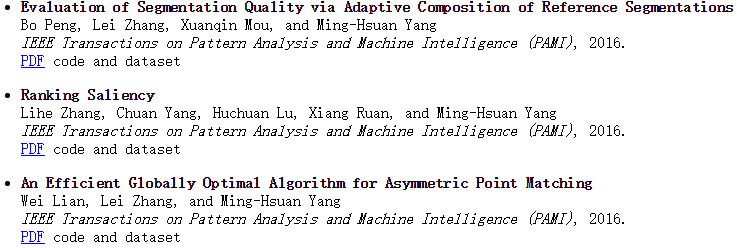 • Evaluation of Segmentation Quality via Adaptive Composition of Reference Segmentations
Bo Peng, Lei Zhang, Xuanqin Mou, and Ming-Hsuan Yang
IEEE Transactions on Pattern Analysis and Machine Intelligence (PAMI), 2016.
PDF code and dataset
• Ranking Saliency
Lihe Zhang, Chuan Yang, Huchuan Lu, Xiang Ruan, and Ming-Hsuan Yang
IEEE Transactions on Pattern Analysis and Machine Intelligence (PAMI), 2016.
PDF code and dataset
• An Efficient Globally Optimal Algorithm for Asymmetric Point Matching
Wei Lian, Lei Zhang, and Ming-Hsuan Yang
IEEE Transactions on Pattern Analysis and Machine Intelligence (PAMI), 2016.
PDF code and dataset